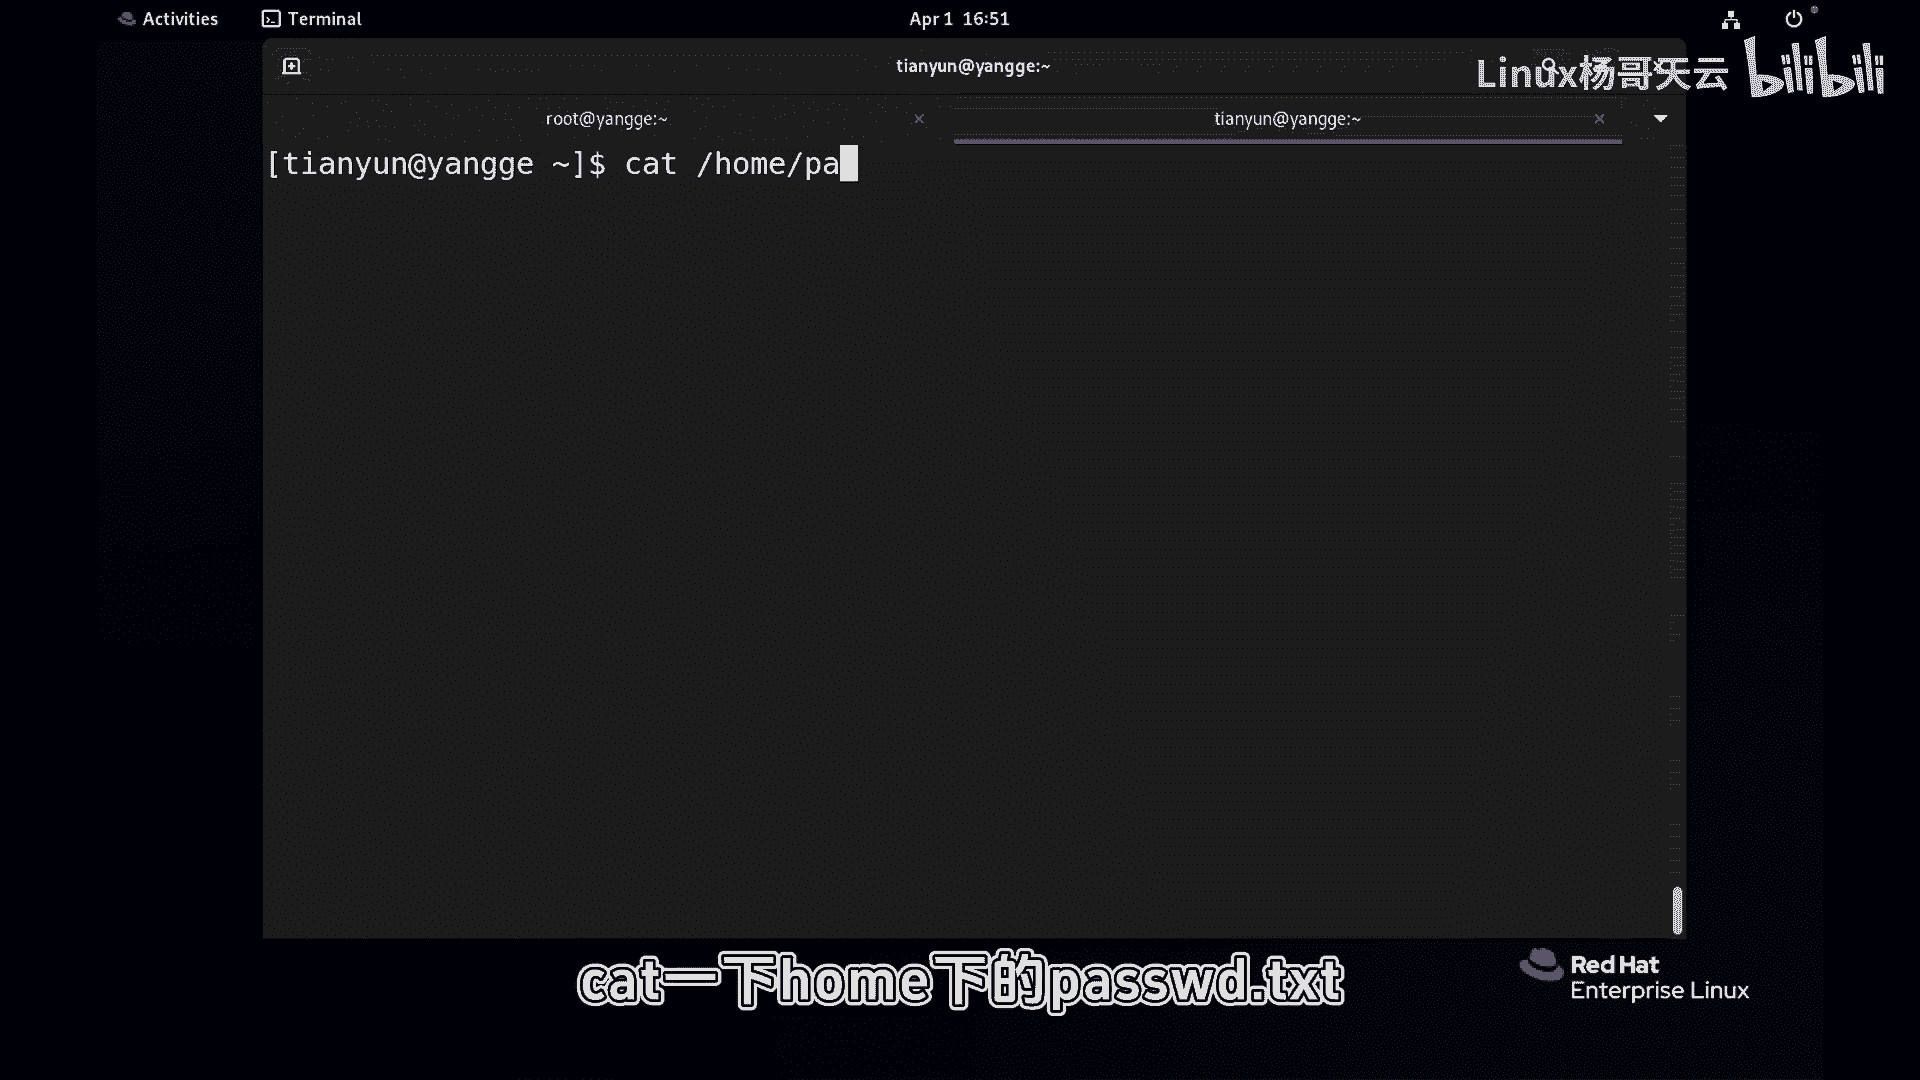 Activities Terminal Apr 1 16:51
tianyun@yangge:~
Linux杨哥天云 bilibili
root@yangge:~ × tianyun@yangge:~ ×
[tianyun@yangge ~]$ cat /home/pa
cat一下home下的passwd.txt
Red Hat
Enterprise Linux